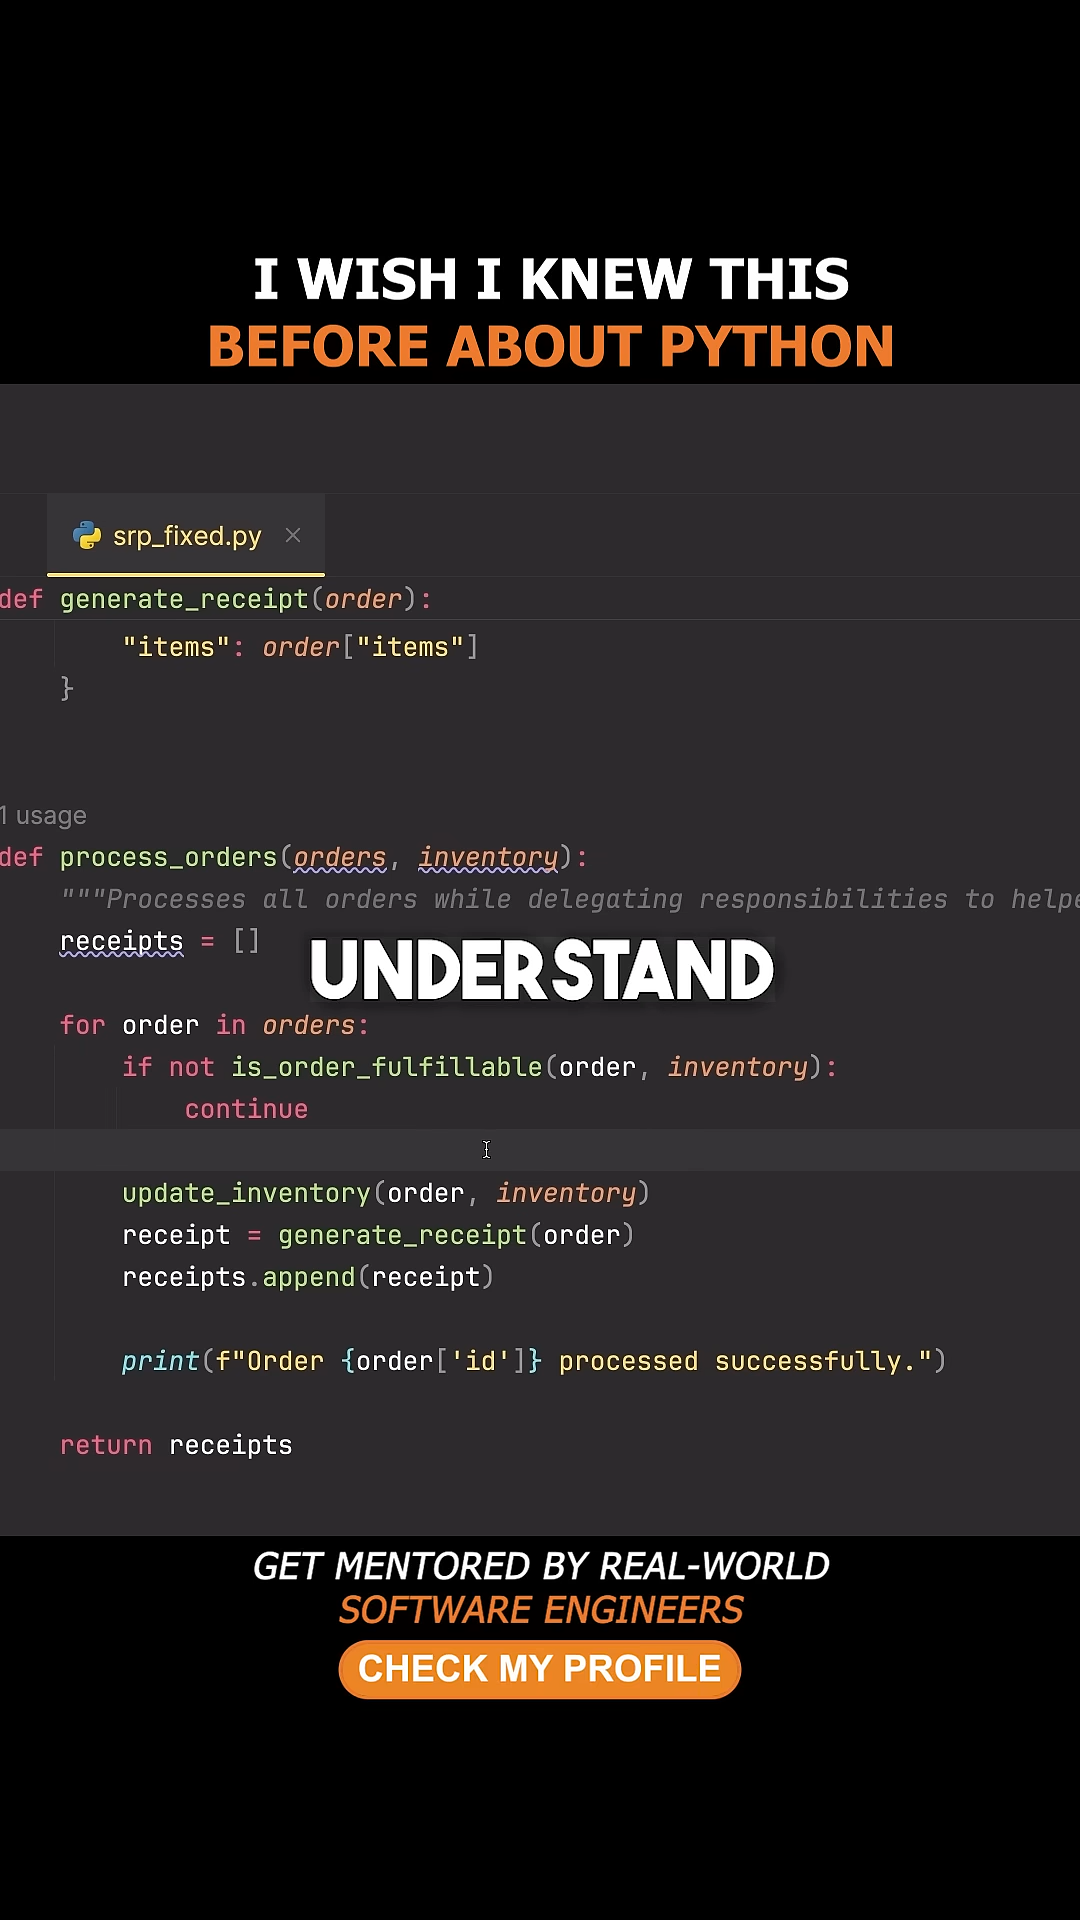 I WISH I KNEW THIS
BEFORE ABOUT PYTHON
srp_fixed.py
def generate_receipt(order):
"items": order["items"]
}
1 usage
def process_orders(orders, inventory):
"""Processes all orders while delegating responsibilities to helpe
receipts = []
UNDERSTAND
for order in orders:
if not is_order_fulfillable(order, inventory):
continue
update_inventory(order, inventory)
receipt = generate_receipt(order)
receipts.append(receipt)
print(f"Order {order['id']} processed successfully.")
return receipts
GET MENTORED BY REAL-WORLD
SOFTWARE ENGINEERS
CHECK MY PROFILE